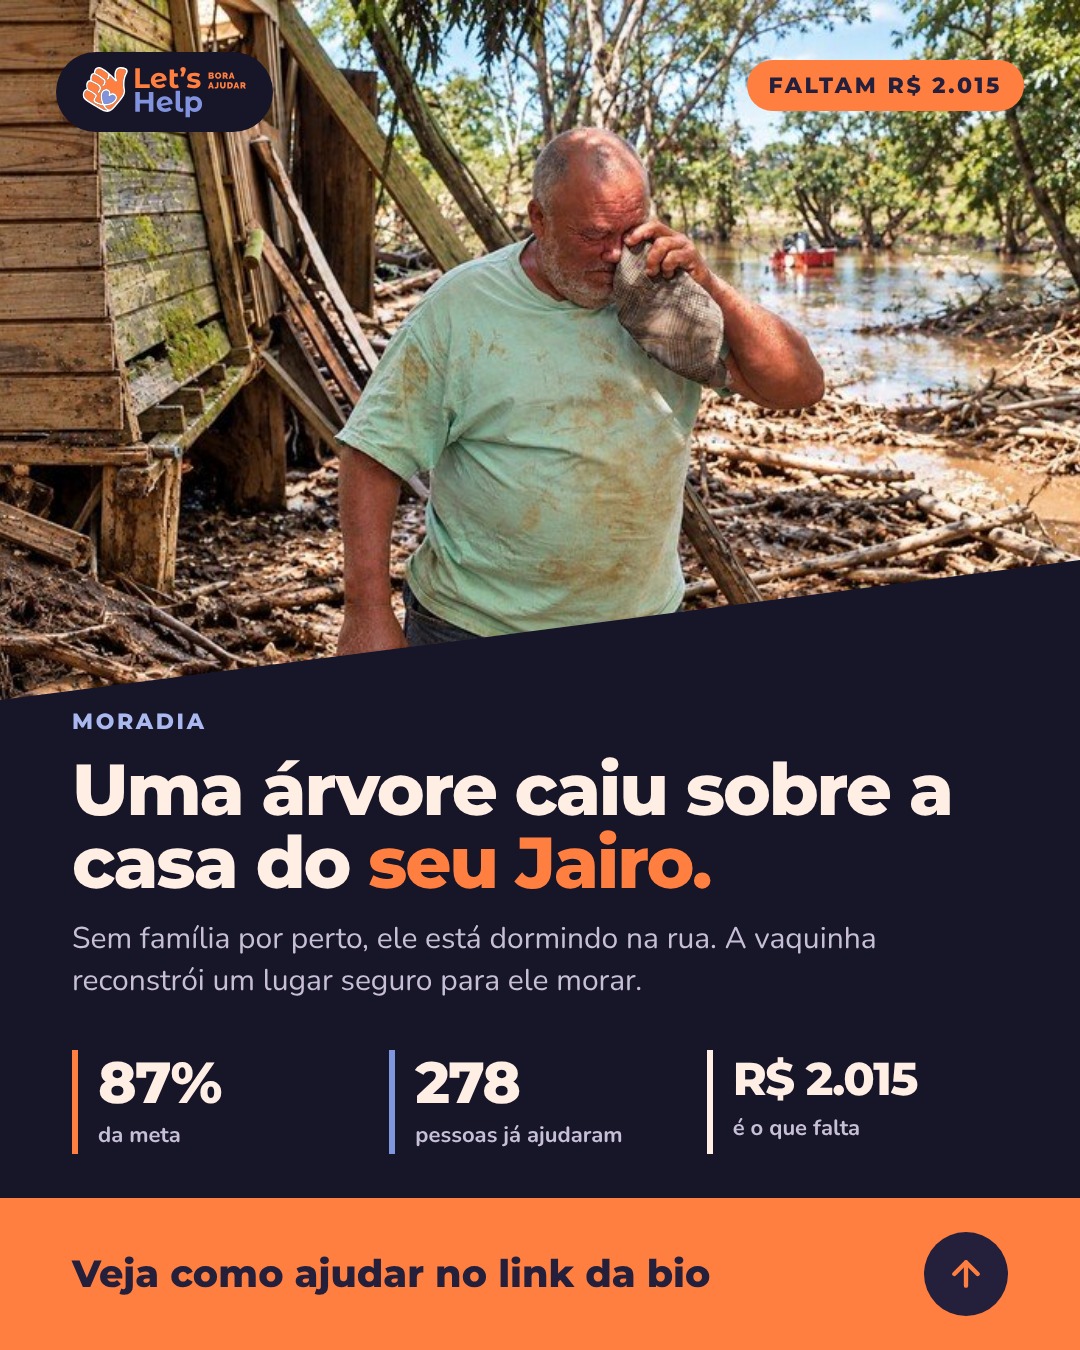 Let's
Help
BORA
AJUDAR
FALTAM R$ 2.015
MORADIA
Uma árvore caiu sobre a
casa do seu Jairo.
Sem família por perto, ele está dormindo na rua. A vaquinha
reconstrói um lugar seguro para ele morar.
87%
da meta
278
pessoas já ajudaram
R$ 2.015
é o que falta
Veja como ajudar no link da bio